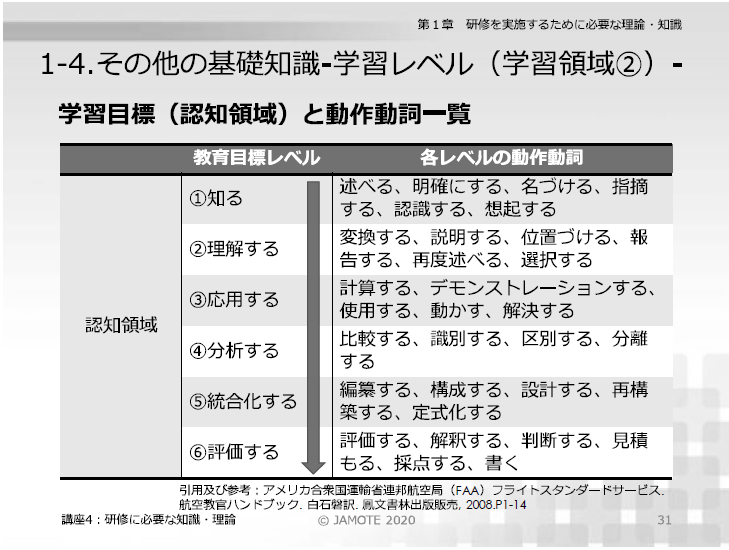 第１章　研修を実施するために必要な理論・知識
1-4.その他の基礎知識-学習レベル（学習領域②）-
学習目標（認知領域）と動作動詞一覧
教育目標レベル
各レベルの動作動詞
認知領域
①知る
述べる、明確にする、名づける、指摘
する、認識する、想起する
②理解する
変換する、説明する、位置づける、報
告する、再度述べる、選択する
③応用する
計算する、デモンストレーションする、
使用する、動かす、解決する
④分析する
比較する、識別する、区別する、分離
する
⑤統合化する
編纂する、構成する、設計する、再構
築する、定式化する
⑥評価する
評価する、解釈する、判断する、見積
もる、採点する、書く
引用及び参考：アメリカ合衆国運輸省連邦航空局（FAA）フライトスタンダードサービス.
航空教官ハンドブック. 白石磐訳. 鳳文書林出版販売, 2008.P1-14
講座4：研修に必要な知識・理論
© JAMOTE 2020
31